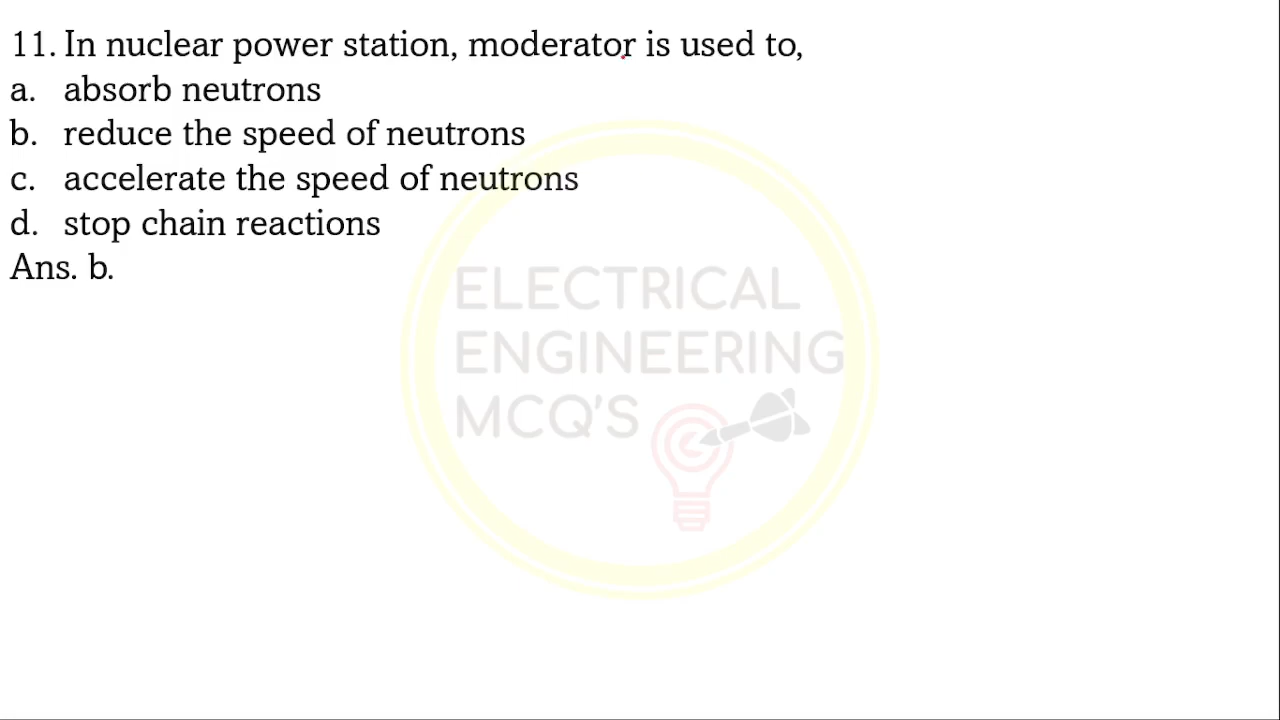 11. In nuclear power station, moderator is used to,
a. absorb neutrons
b. reduce the speed of neutrons
c. accelerate the speed of neutrons
d. stop chain reactions
Ans. b.
ELECTRICAL
ENGINEERING
MCQ'S